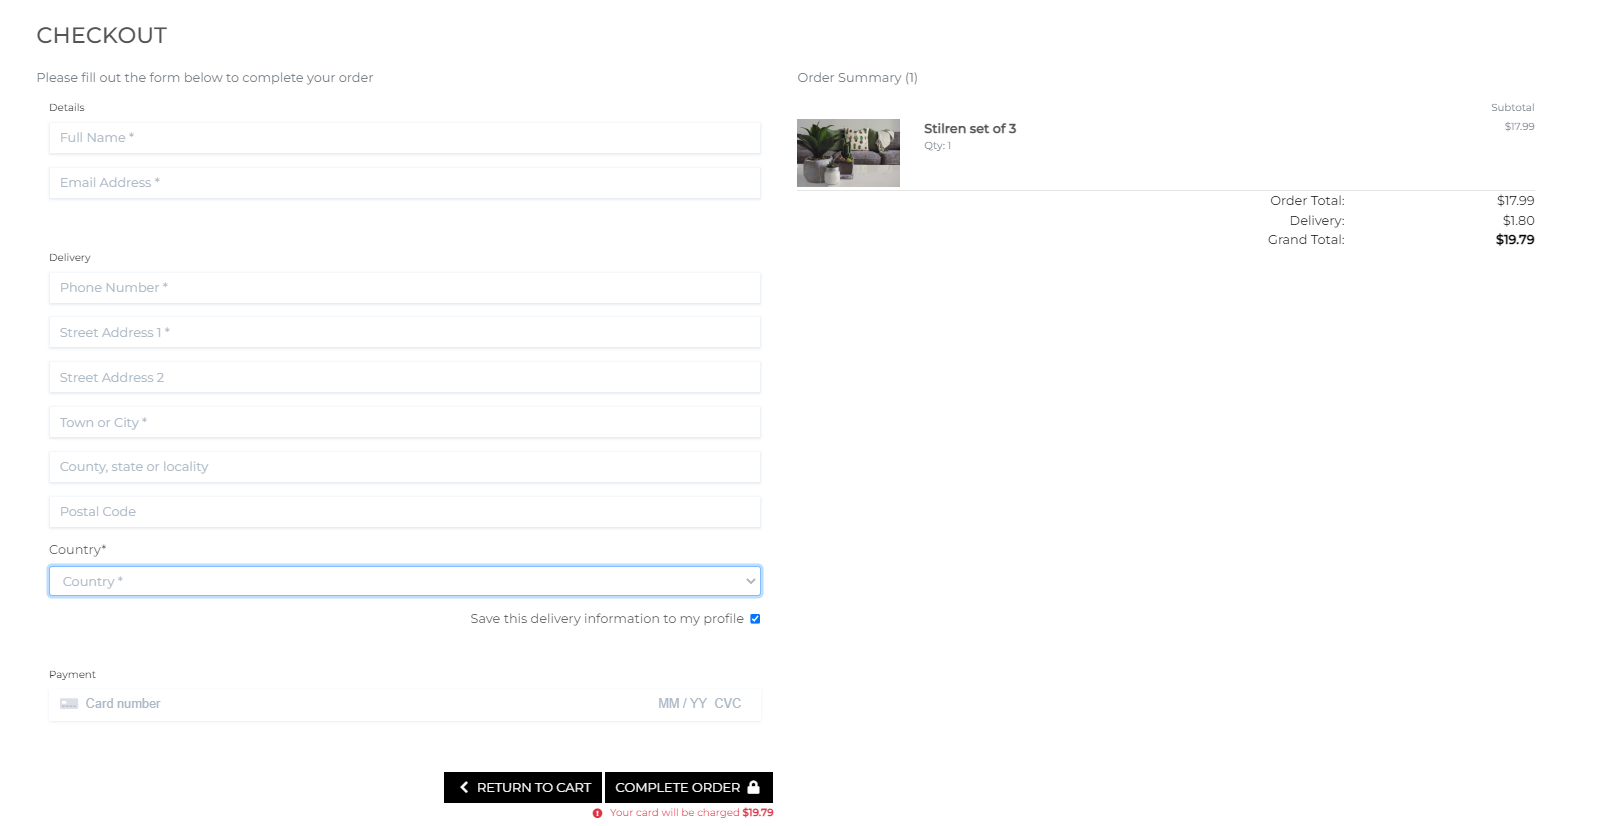 CHECKOUT
Please fill out the form below to complete your order
Details
Full Name *
Email Address *
Delivery
Phone Number *
Street Address 1 *
Street Address 2
Town or City *
County, state or locality
Postal Code
Country*
Country *
Save this delivery information to my profile
Payment
Card number MM / YY CVC
RETURN TO CART COMPLETE ORDER
Your card will be charged $19.79
Order Summary (1)
Subtotal
Stilren set of 3 $17.99
Qty: 1
Order Total: $17.99
Delivery: $1.80
Grand Total: $19.79